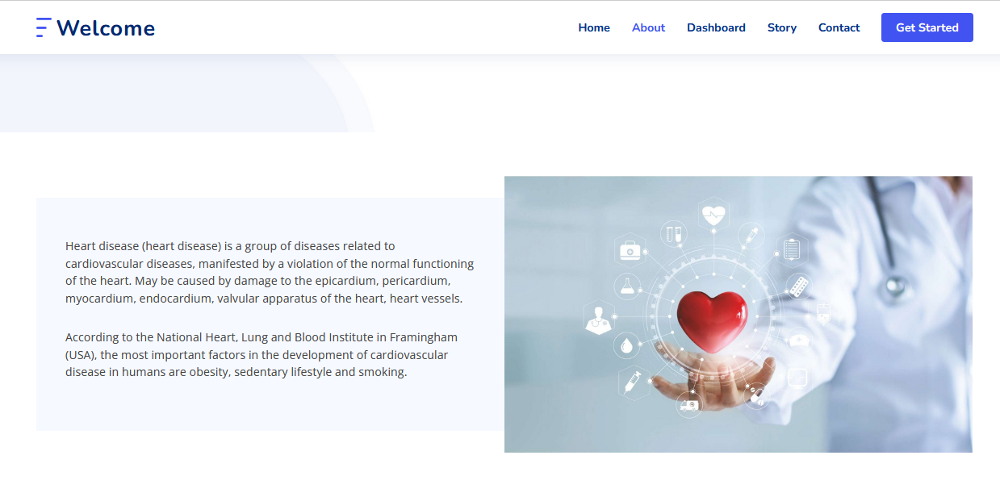 Welcome
Home About Dashboard Story Contact Get Started
Heart disease (heart disease) is a group of diseases related to
cardiovascular diseases, manifested by a violation of the normal functioning
of the heart. May be caused by damage to the epicardium, pericardium,
myocardium, endocardium, valvular apparatus of the heart, heart vessels.
According to the National Heart, Lung and Blood Institute in Framingham
(USA), the most important factors in the development of cardiovascular
disease in humans are obesity, sedentary lifestyle and smoking.